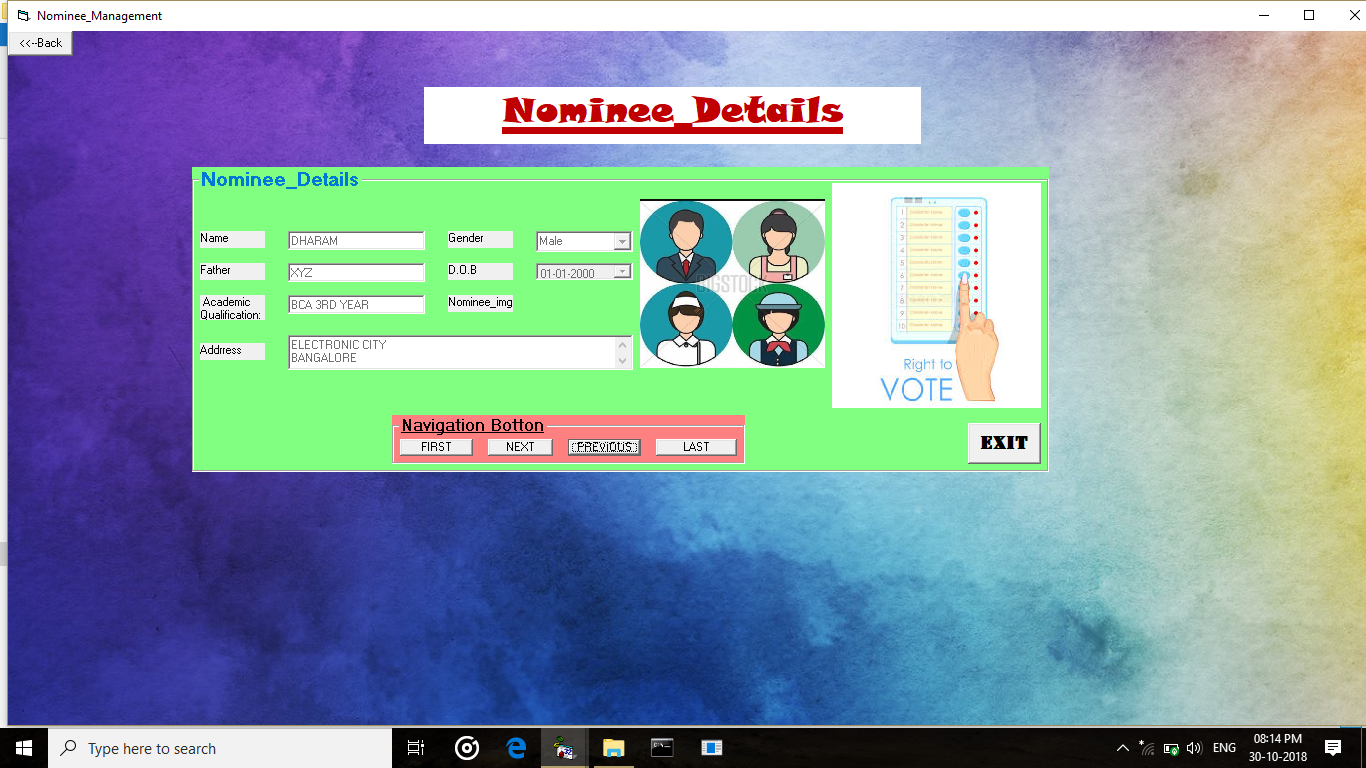 Nominee_Management
<<--Back
Nominee_Details
Nominee_Details
Name
DHARAM
Gender
Male
Father
XYZ
D.O.B
01-01-2000
Academic
Qualification:
BCA 3RD YEAR
Nominee_img
Addrress
ELECTRONIC CITY
BANGALORE
BIGSTOCK
1
2
3
4
5
6
7
8
9
10
Right to
VOTE
Navigation Botton
FIRST
NEXT
PREVIOUS
LAST
EXIT
Type here to search
ENG
08:14 PM
30-10-2018